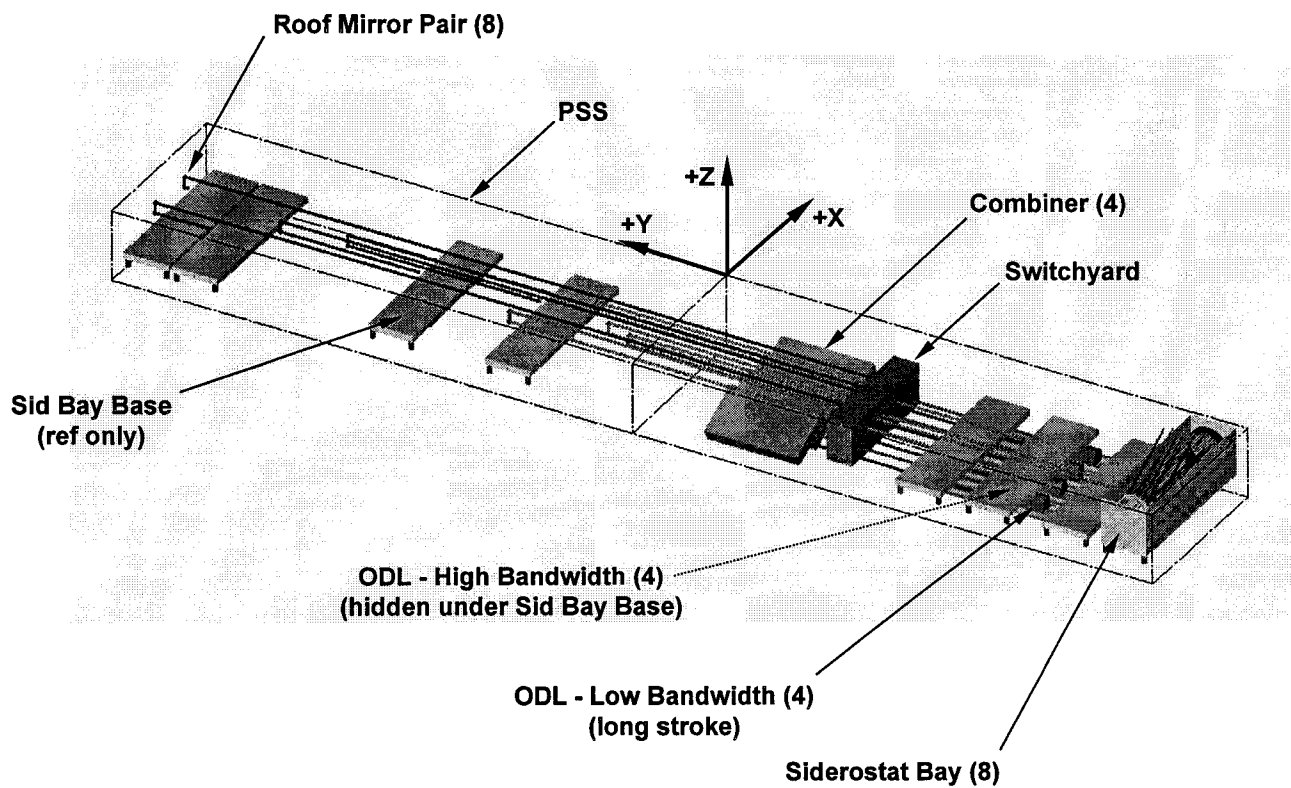 Roof Mirror Pair (8)
PSS
+Z
+Y
+X
Combiner (4)
Switchyard
Sid Bay Base
(ref only)
ODL - High Bandwidth (4)
(hidden under Sid Bay Base)
ODL - Low Bandwidth (4)
(long stroke)
Siderostat Bay (8)